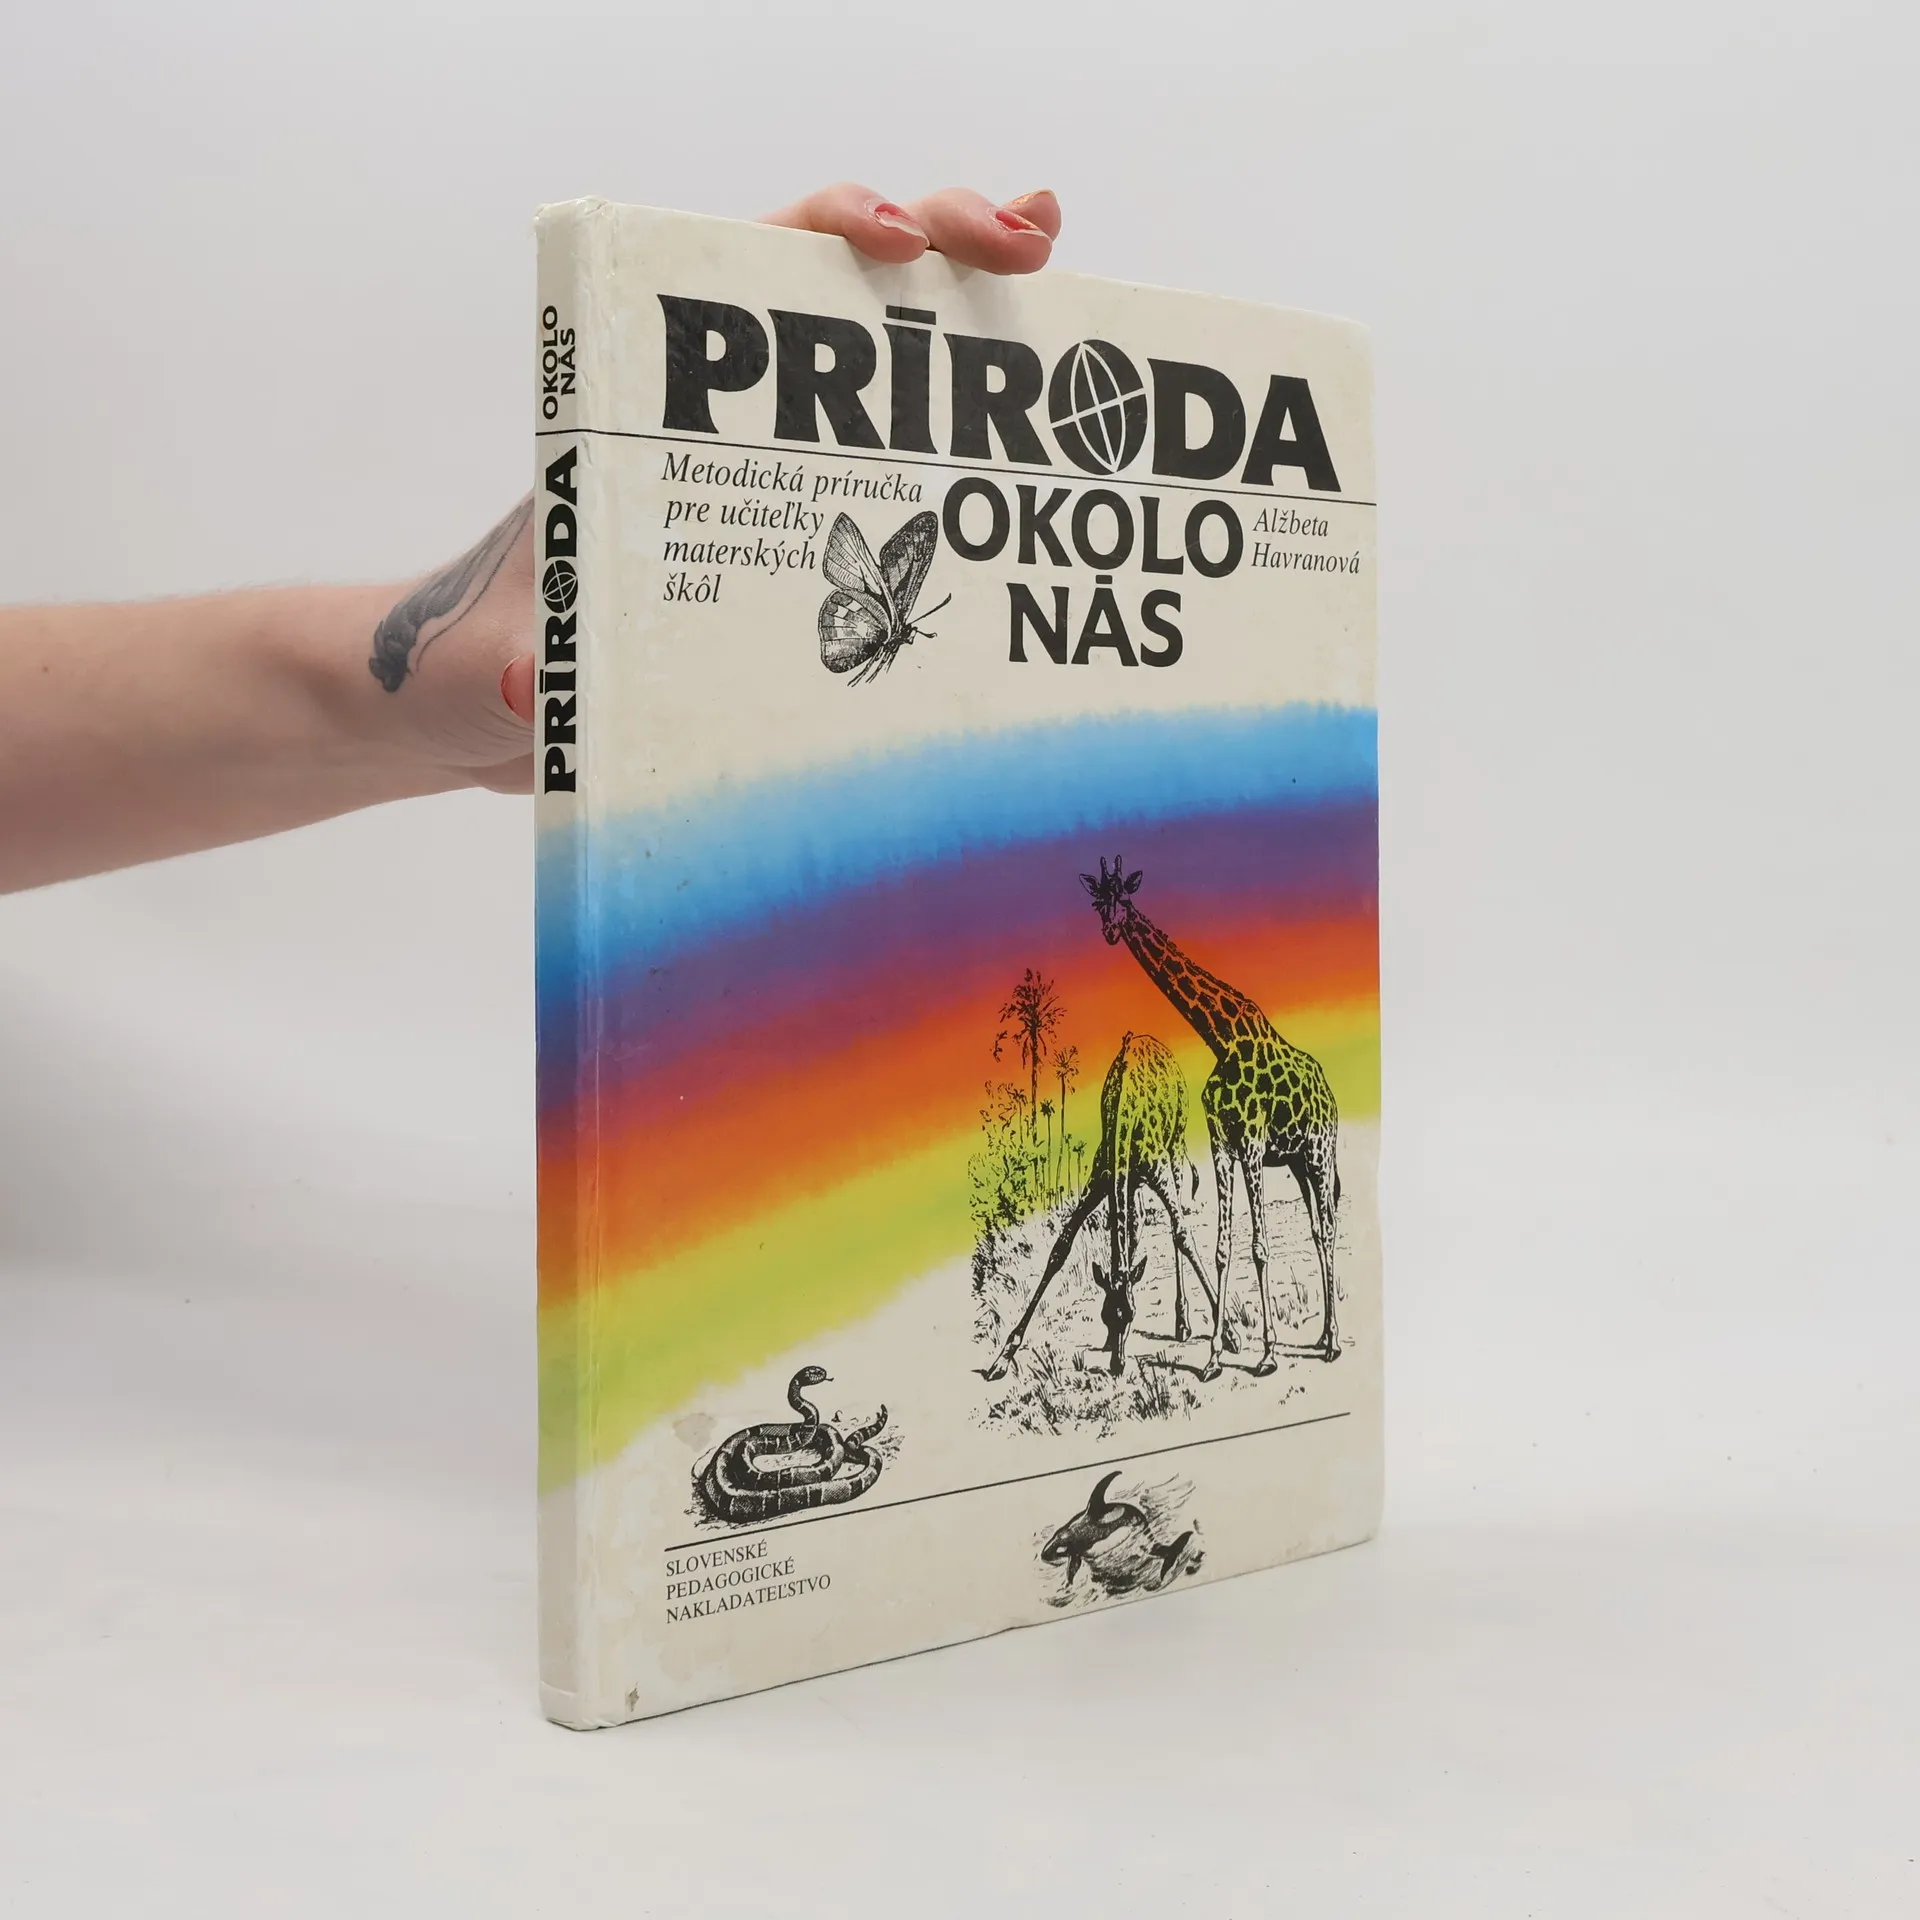 OKOLO
NÁS
PRÍRODA
PRÍRODA
Metodická príručka
pre učiteľky
materských
škôl
OKOLO
NÁS
Alžbeta
Havranová
SLOVENSKÉ
PEDAGOGICKÉ
NAKLADATEĽSTVO